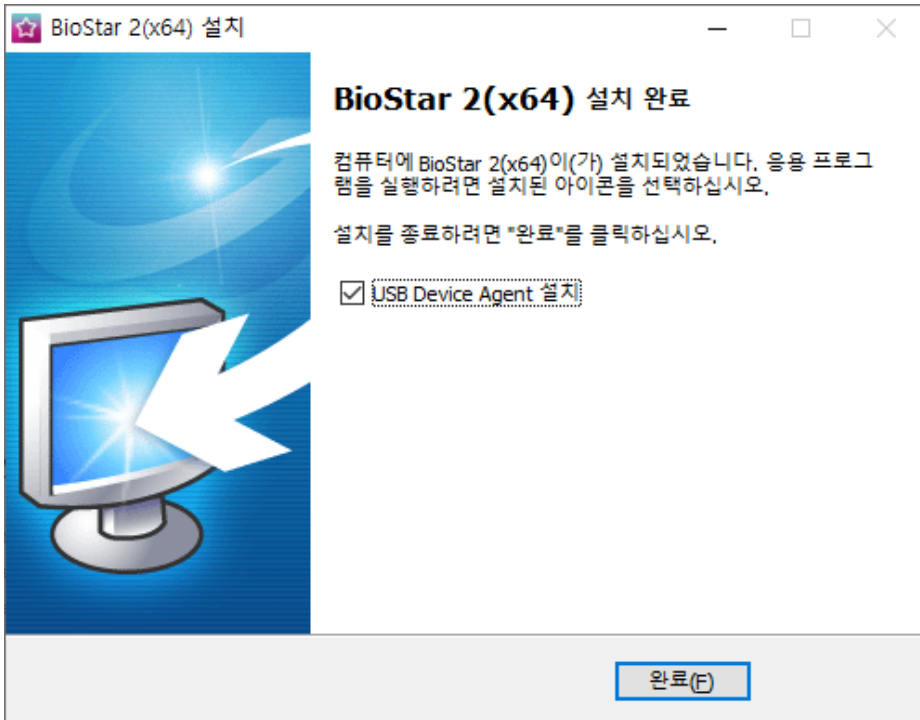 BioStar 2(x64) 설치
BioStar 2(x64) 설치 완료
컴퓨터에 BioStar 2(x64)이(가) 설치되었습니다. 응용 프로그
램을 실행하려면 설치된 아이콘을 선택하십시오.
설치를 종료하려면 "완료"를 클릭하십시오.
USB Device Agent 설치
완료(F)